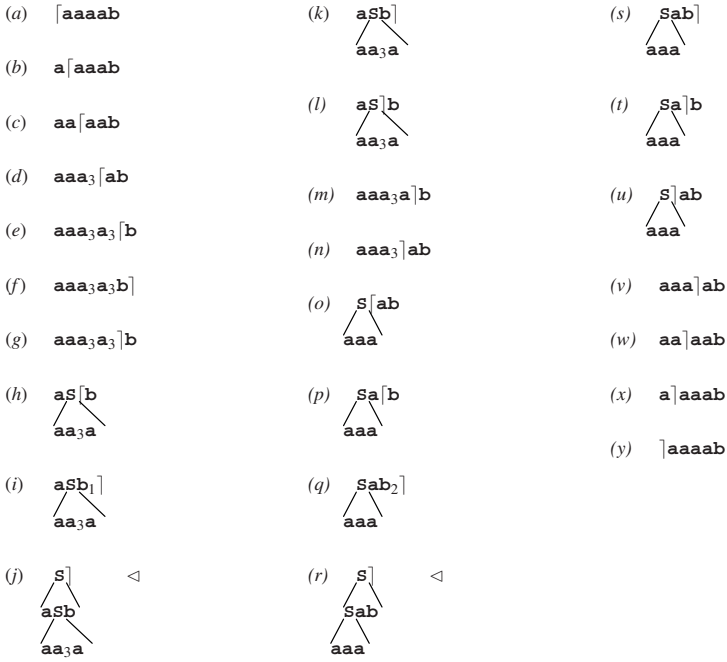 (a) ⌈aaaab
(b) a⌈aaab
(c) aa⌈aab
(d) aaa₃⌈ab
(e) aaa₃a₃⌈b
(f) aaa₃a₃b⌉
(g) aaa₃a₃⌉b
(h) aS⌈b
aa₃a
(i) aSb₁⌉
aa₃a
(j) S⌉ ◁
aSb
aa₃a
(k) aSb⌉
aa₃a
(l) aS⌉b
aa₃a
(m) aaa₃a⌉b
(n) aaa₃⌉ab
(o) S⌈ab
aaa
(p) Sa⌈b
aaa
(q) Sab₂⌉
aaa
(r) S⌉ ◁
Sab
aaa
(s) Sab⌉
aaa
(t) Sa⌉b
aaa
(u) S⌉ab
aaa
(v) aaa⌉ab
(w) aa⌉aab
(x) a⌉aaab
(y) ⌉aaaab